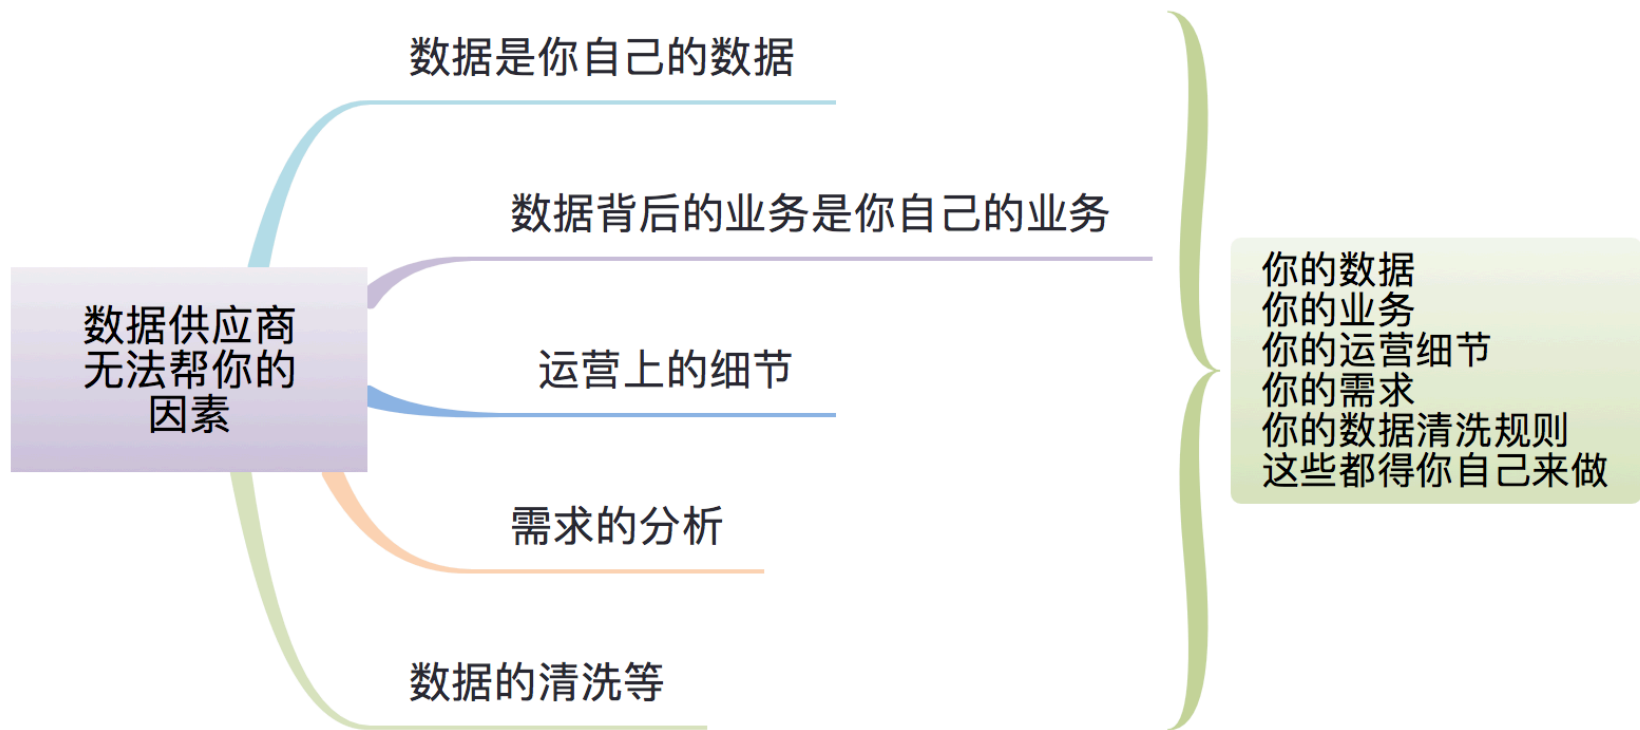 数据供应商
无法帮你的
因素
数据是你自己的数据
数据背后的业务是你自己的业务
运营上的细节
需求的分析
数据的清洗等
你的数据
你的业务
你的运营细节
你的需求
你的数据清洗规则
这些都得你自己来做